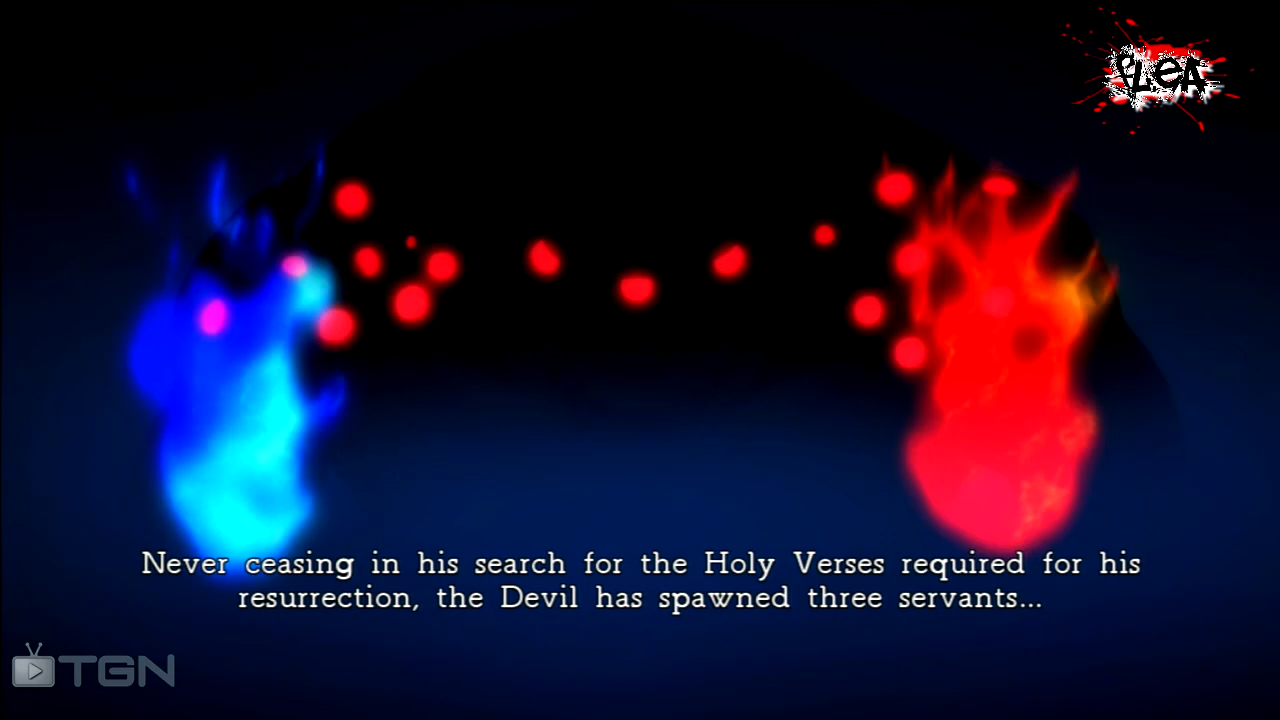 FLEA
Never ceasing in his search for the Holy Verses required for his
resurrection, the Devil has spawned three servants...
TGN